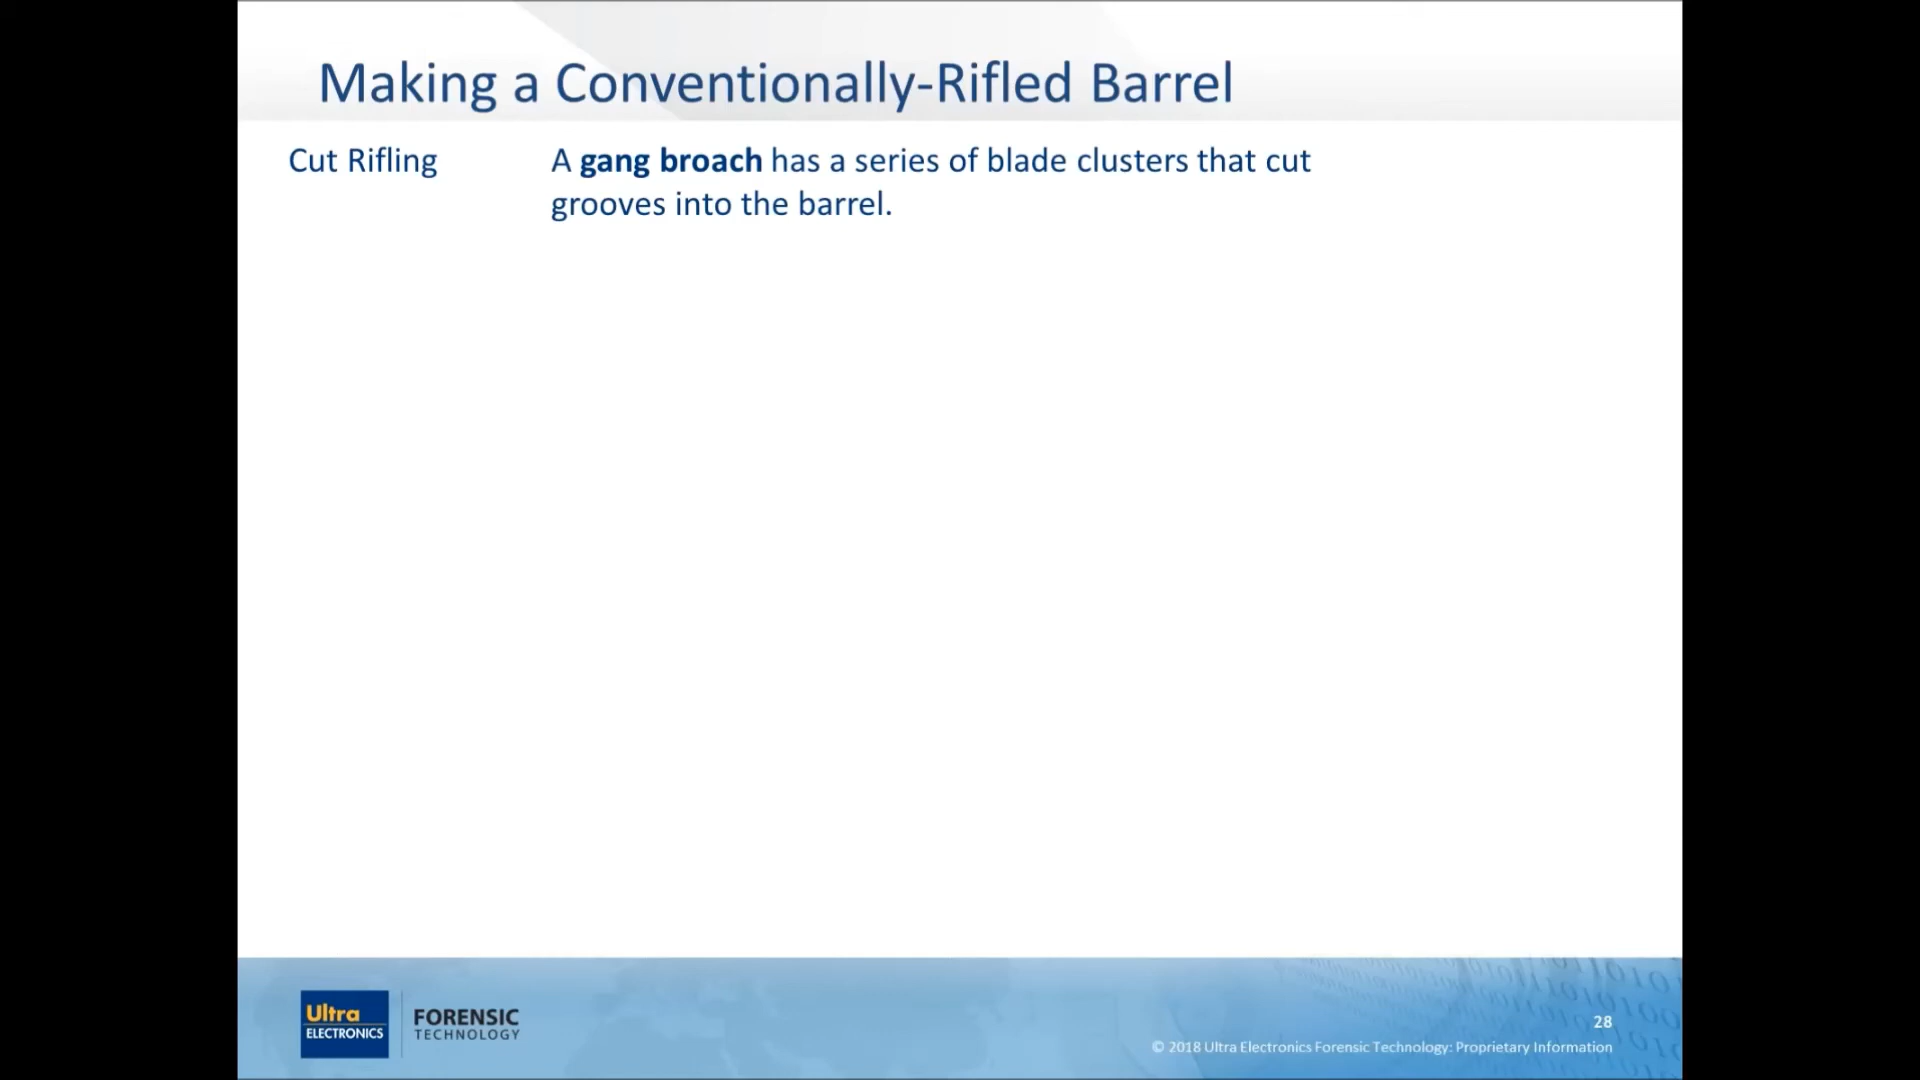 Making a Conventionally-Rifled Barrel
Cut Rifling
A gang broach has a series of blade clusters that cut
grooves into the barrel.
Ultra
ELECTRONICS
FORENSIC
TECHNOLOGY
28
© 2018 Ultra Electronics Forensic Technology: Proprietary Information